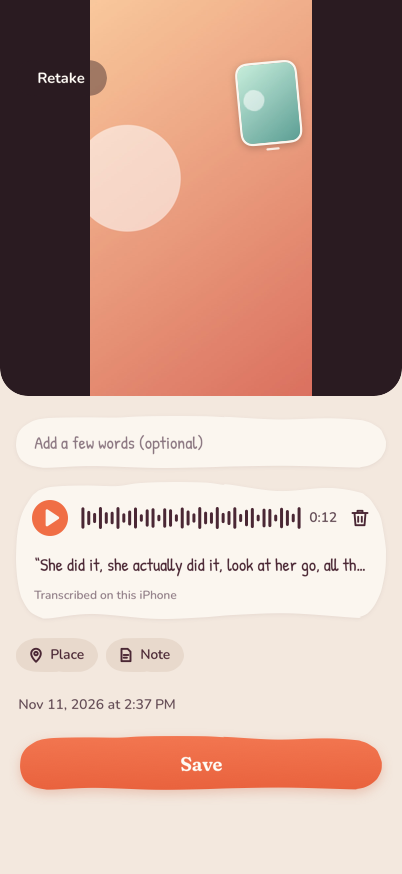 Retake
Add a few words (optional)
0:12
“She did it, she actually did it, look at her go, all th...
Transcribed on this iPhone
Place
Note
Nov 11, 2026 at 2:37 PM
Save